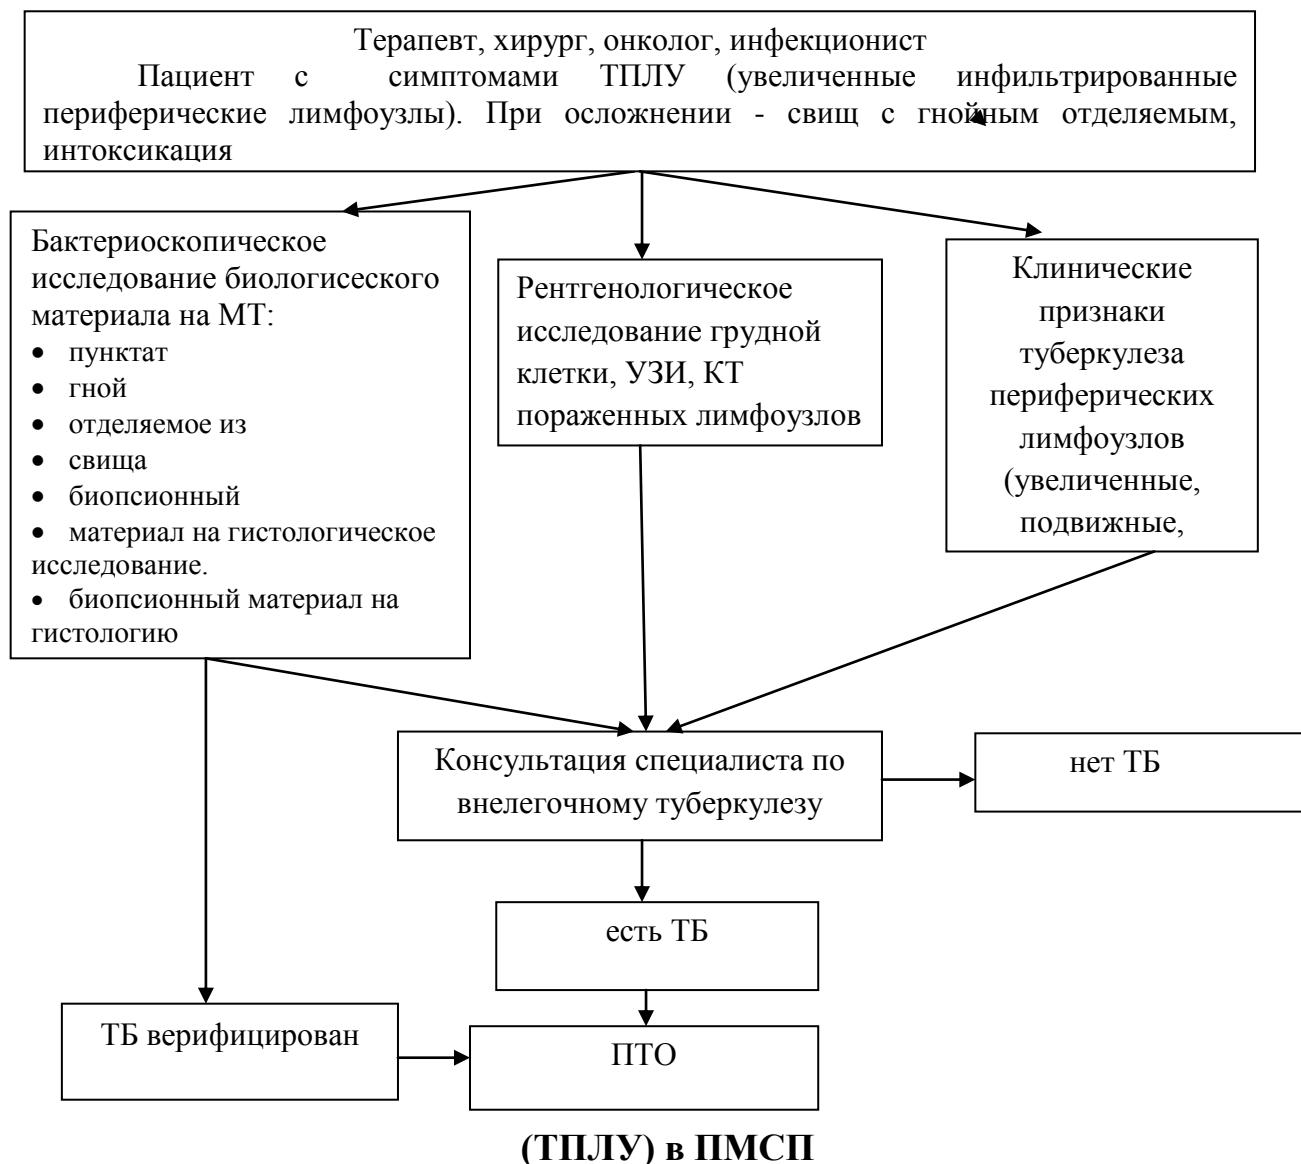 Терапевт, хирург, онколог, инфекционист
Пациент с симптомами ТПЛУ (увеличенные инфильтрированные
периферические лимфоузлы). При осложнении - свищ с гнойным отделяемым,
интоксикация
Бактериоскопическое
исследование биологисеского
материала на МТ:
• пунктат
• гной
• отделяемое из
• свища
• биопсионный
• материал на гистологическое
исследование.
• биопсионный материал на
гистологию
Рентгенологическое
исследование грудной
клетки, УЗИ, КТ
пораженных лимфоузлов
Клинические
признаки
туберкулеза
периферических
лимфоузлов
(увеличенные,
подвижные,
Консультация специалиста по
внелегочному туберкулезу
нет ТБ
есть ТБ
ТБ верифицирован
ПТО
(ТПЛУ) в ПМСП